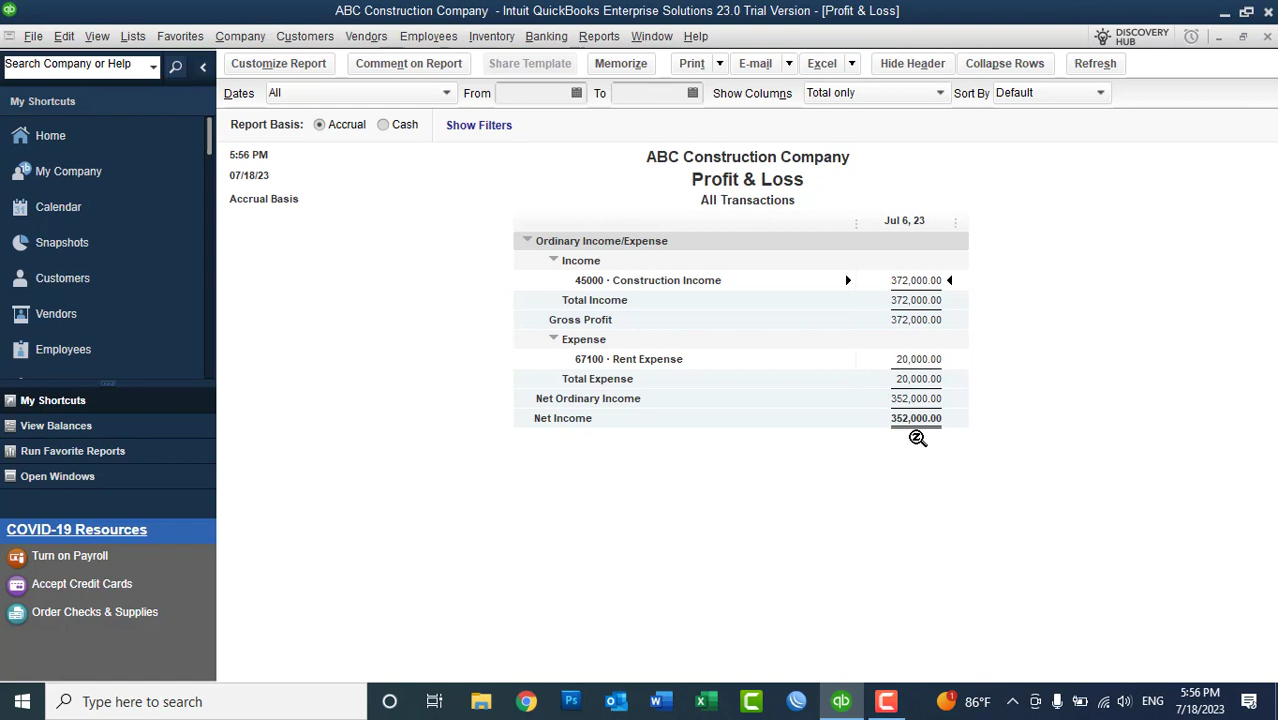 ABC Construction Company - Intuit QuickBooks Enterprise Solutions 23.0 Trial Version - [Profit & Loss]
File Edit View Lists Favorites Company Customers Vendors Employees Inventory Banking Reports Window Help
DISCOVERY
HUB
Search Company or Help
Customize Report Comment on Report Share Template Memorize Print E-mail Excel Hide Header Collapse Rows Refresh
Dates All From To Show Columns Total only Sort By Default
Report Basis: Accrual Cash Show Filters
My Shortcuts
Home
My Company
Calendar
Snapshots
Customers
Vendors
Employees
My Shortcuts
View Balances
Run Favorite Reports
Open Windows
COVID-19 Resources
Turn on Payroll
Accept Credit Cards
Order Checks & Supplies
5:56 PM
07/18/23
Accrual Basis
ABC Construction Company
Profit & Loss
All Transactions
Jul 6, 23
Ordinary Income/Expense
Income
45000 · Construction Income 372,000.00
Total Income 372,000.00
Gross Profit 372,000.00
Expense
67100 · Rent Expense 20,000.00
Total Expense 20,000.00
Net Ordinary Income 352,000.00
Net Income 352,000.00
Type here to search
86°F ENG
5:56 PM
7/18/2023